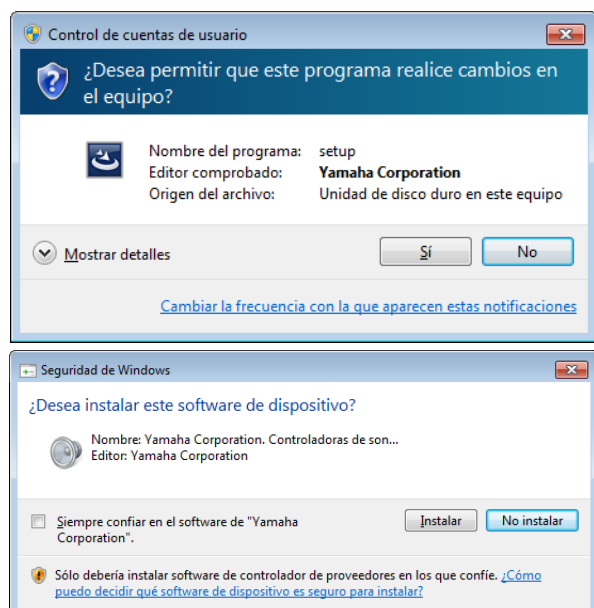 Control de cuentas de usuario
¿Desea permitir que este programa realice cambios en
el equipo?
Nombre del programa: setup
Editor comprobado: Yamaha Corporation
Origen del archivo: Unidad de disco duro en este equipo
Mostrar detalles Sí No
Cambiar la frecuencia con la que aparecen estas notificaciones
Seguridad de Windows
¿Desea instalar este software de dispositivo?
Nombre: Yamaha Corporation. Controladoras de son...
Editor: Yamaha Corporation
Siempre confiar en el software de "Yamaha
Corporation". Instalar No instalar
Sólo debería instalar software de controlador de proveedores en los que confíe. ¿Cómo
puedo decidir qué software de dispositivo es seguro para instalar?